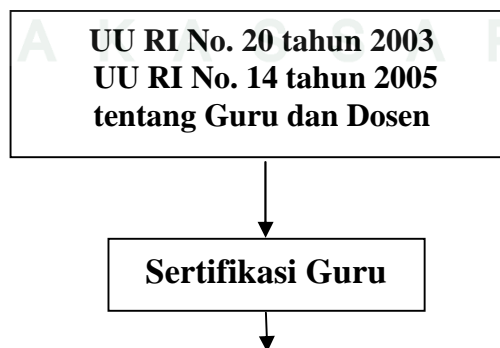 A K A S S A R
UU RI No. 20 tahun 2003
UU RI No. 14 tahun 2005
tentang Guru dan Dosen
Sertifikasi Guru